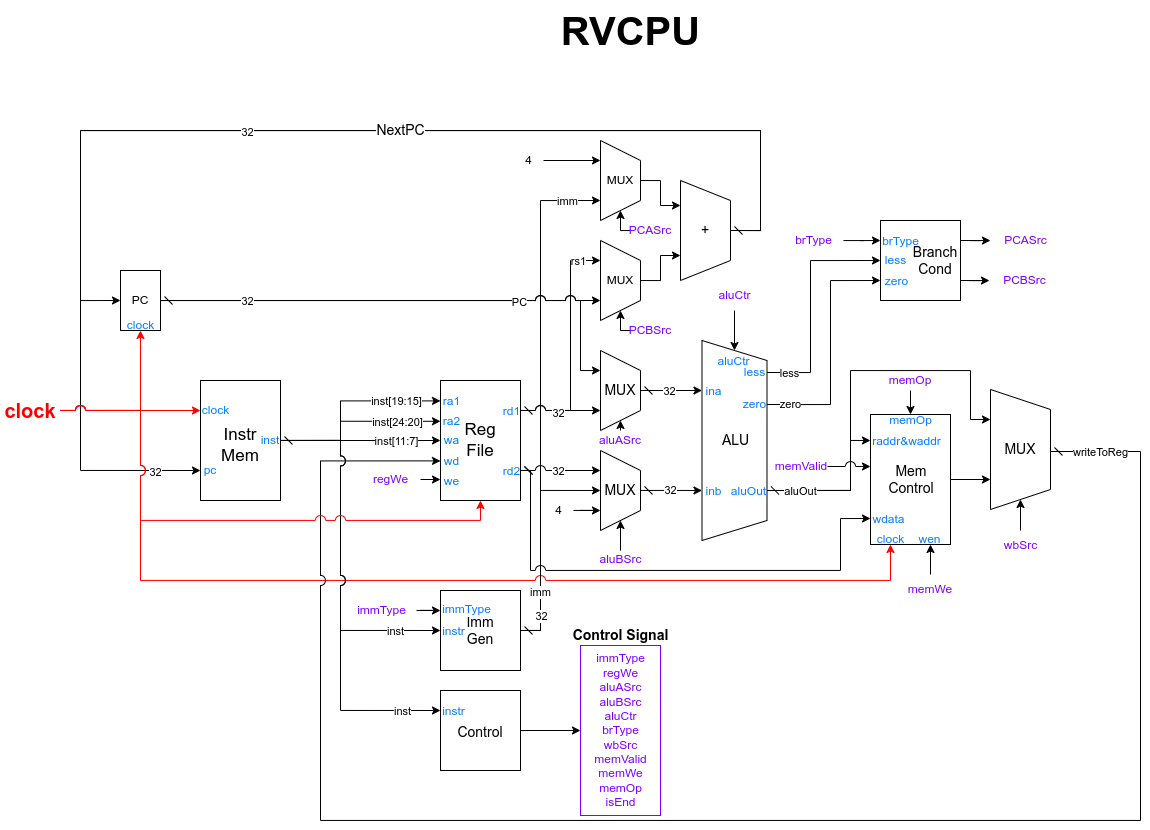 RVCPU
32
NextPC
4
MUX
imm
PCASrc
+
rs1
MUX
PCBSrc
brType
brType
less
zero
Branch
Cond
PCASrc
PCBSrc
PC
clock
32
PC
aluCtr
aluCtr
less
less
zero
zero
ina
ALU
inb
aluOut
aluOut
MUX
32
aluASrc
clock
clock
Instr
Mem
inst
pc
32
inst[19:15]
inst[24:20]
inst[11:7]
regWe
ra1
ra2
wa
wd
we
Reg
File
rd1
rd2
32
32
4
MUX
32
aluBSrc
memOp
memOp
raddr&waddr
memValid
Mem
Control
wdata
clock
wen
memWe
MUX
wbSrc
writeToReg
imm
32
immType
immType
inst
instr
Imm
Gen
inst
instr
Control
Control Signal
immType
regWe
aluASrc
aluBSrc
aluCtr
brType
wbSrc
memValid
memWe
memOp
isEnd